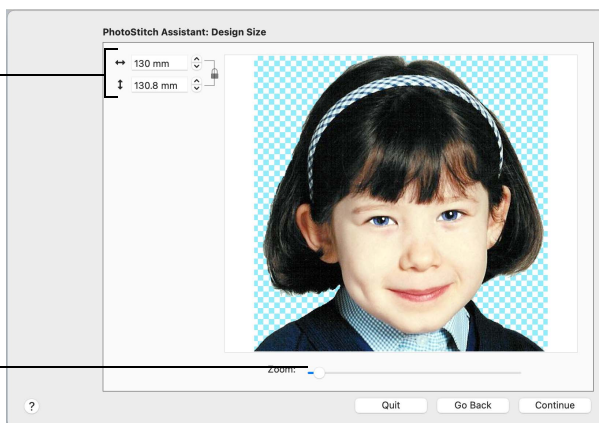 PhotoStitch Assistant: Design Size
130 mm
130.8 mm
Zoom:
? Quit Go Back Continue